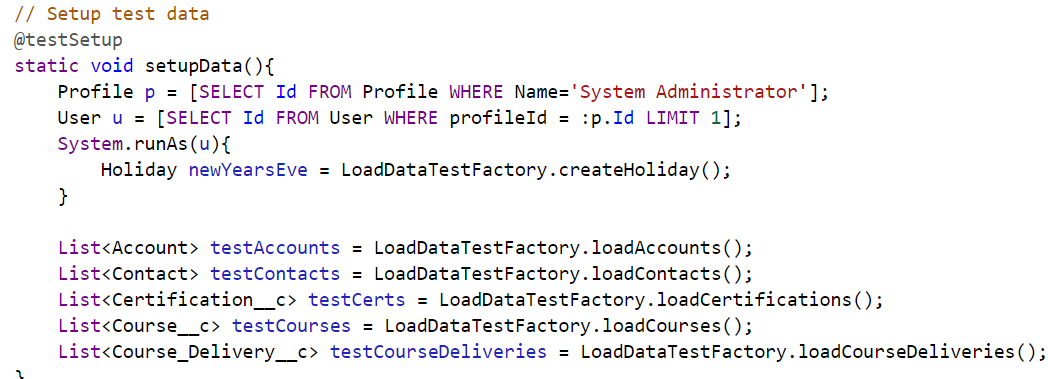 // Setup test data
@testSetup
static void setupData(){
    Profile p = [SELECT Id FROM Profile WHERE Name='System Administrator'];
    User u = [SELECT Id FROM User WHERE profileId = :p.Id LIMIT 1];
    System.runAs(u){
        Holiday newYearsEve = LoadDataTestFactory.createHoliday();
    }

    List<Account> testAccounts = LoadDataTestFactory.loadAccounts();
    List<Contact> testContacts = LoadDataTestFactory.loadContacts();
    List<Certification__c> testCerts = LoadDataTestFactory.loadCertifications();
    List<Course__c> testCourses = LoadDataTestFactory.loadCourses();
    List<Course_Delivery__c> testCourseDeliveries = LoadDataTestFactory.loadCourseDeliveries();
}